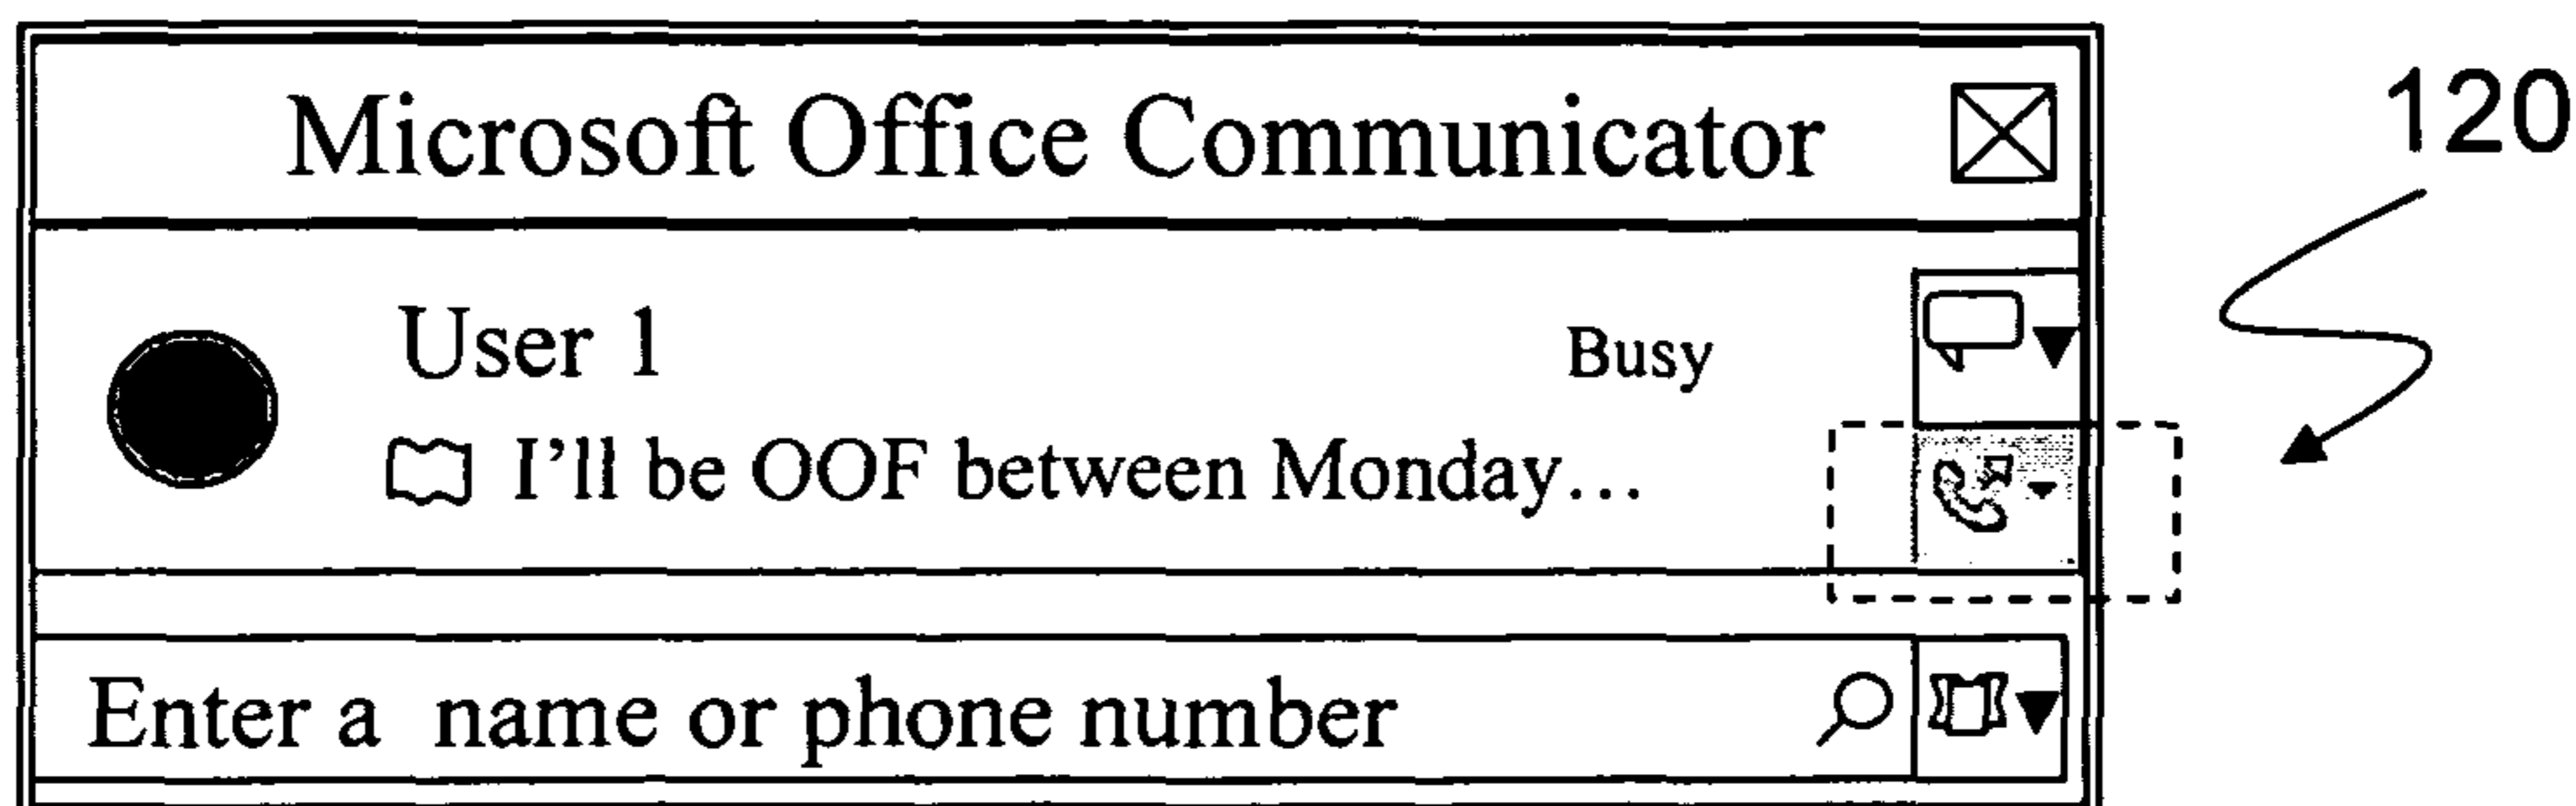 Microsoft Office Communicator
120
User 1
Busy
I'll be OOF between Monday...
Enter a name or phone number